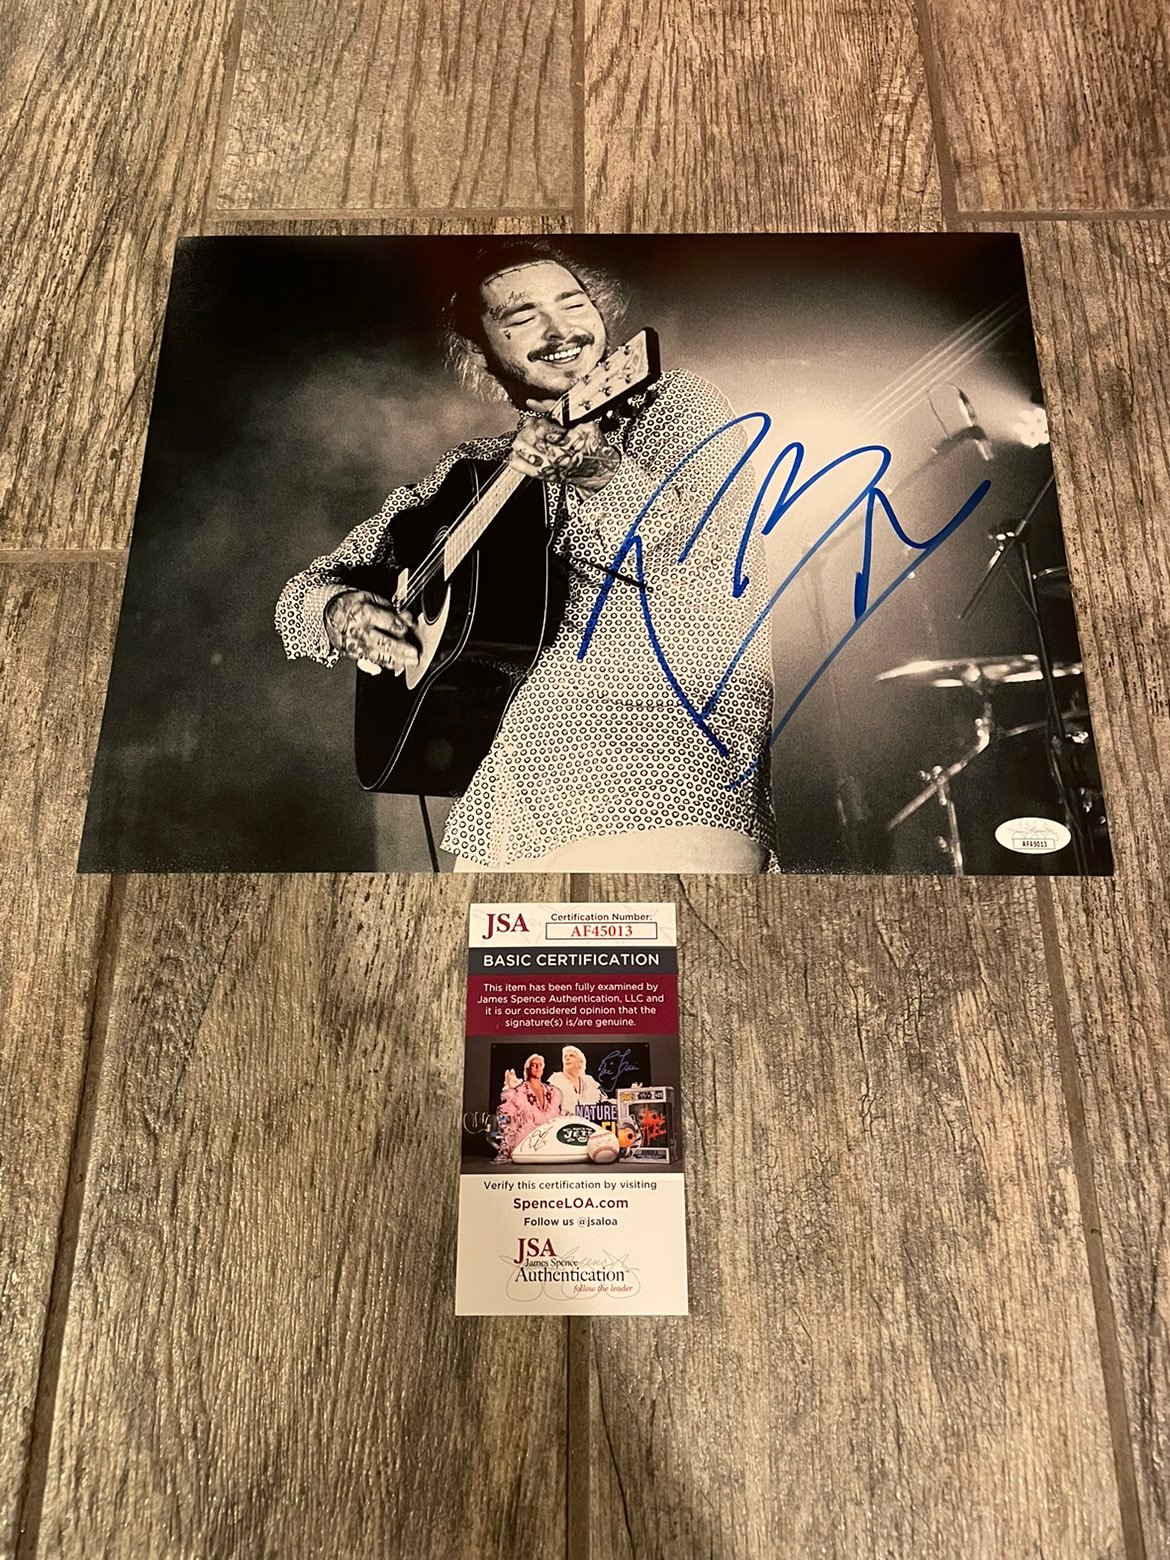 AF45013
JSA
Certification Number:
AF45013
BASIC CERTIFICATION
This item has been fully examined by
James Spence Authentication, LLC and
it is our considered opinion that the
signature(s) is/are genuine.
NATURE
JETS
Verify this certification by visiting
SpenceLOA.com
Follow us @jsaloa
JSA
James Spence
Authentication
follow the leader